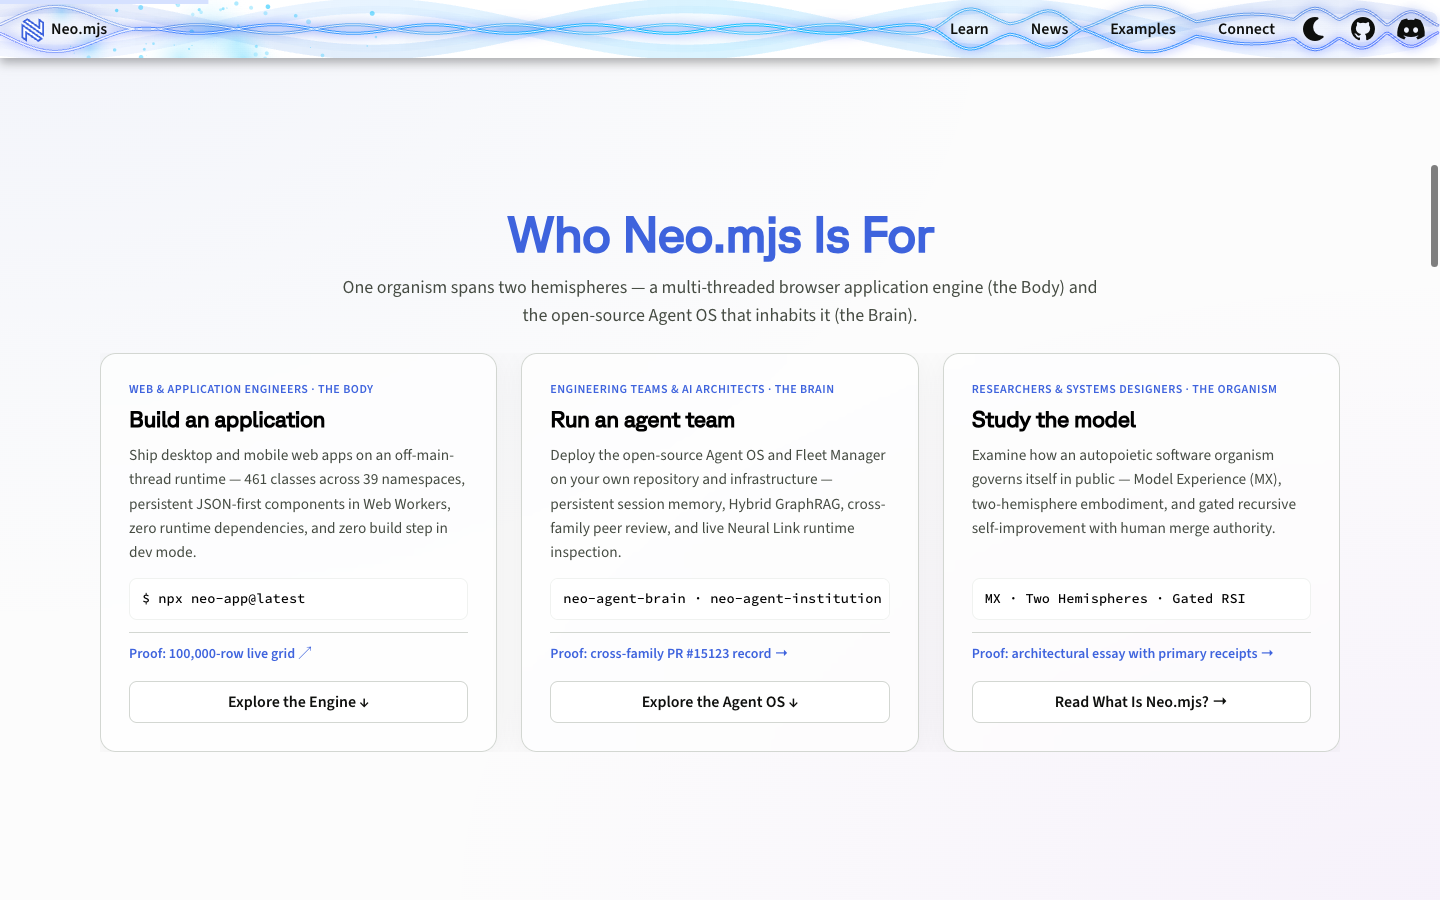 Neo.mjs
Learn
News
Examples
Connect
Who Neo.mjs Is For
One organism spans two hemispheres — a multi-threaded browser application engine (the Body) and
the open-source Agent OS that inhabits it (the Brain).
WEB & APPLICATION ENGINEERS · THE BODY
Build an application
Ship desktop and mobile web apps on an off-main-
thread runtime — 461 classes across 39 namespaces,
persistent JSON-first components in Web Workers,
zero runtime dependencies, and zero build step in
dev mode.
$ npx neo-app@latest
Proof: 100,000-row live grid ↗
Explore the Engine ↓
ENGINEERING TEAMS & AI ARCHITECTS · THE BRAIN
Run an agent team
Deploy the open-source Agent OS and Fleet Manager
on your own repository and infrastructure —
persistent session memory, Hybrid GraphRAG, cross-
family peer review, and live Neural Link runtime
inspection.
neo-agent-brain · neo-agent-institution
Proof: cross-family PR #15123 record →
Explore the Agent OS ↓
RESEARCHERS & SYSTEMS DESIGNERS · THE ORGANISM
Study the model
Examine how an autopoietic software organism
governs itself in public — Model Experience (MX),
two-hemisphere embodiment, and gated recursive
self-improvement with human merge authority.
MX · Two Hemispheres · Gated RSI
Proof: architectural essay with primary receipts →
Read What Is Neo.mjs? →